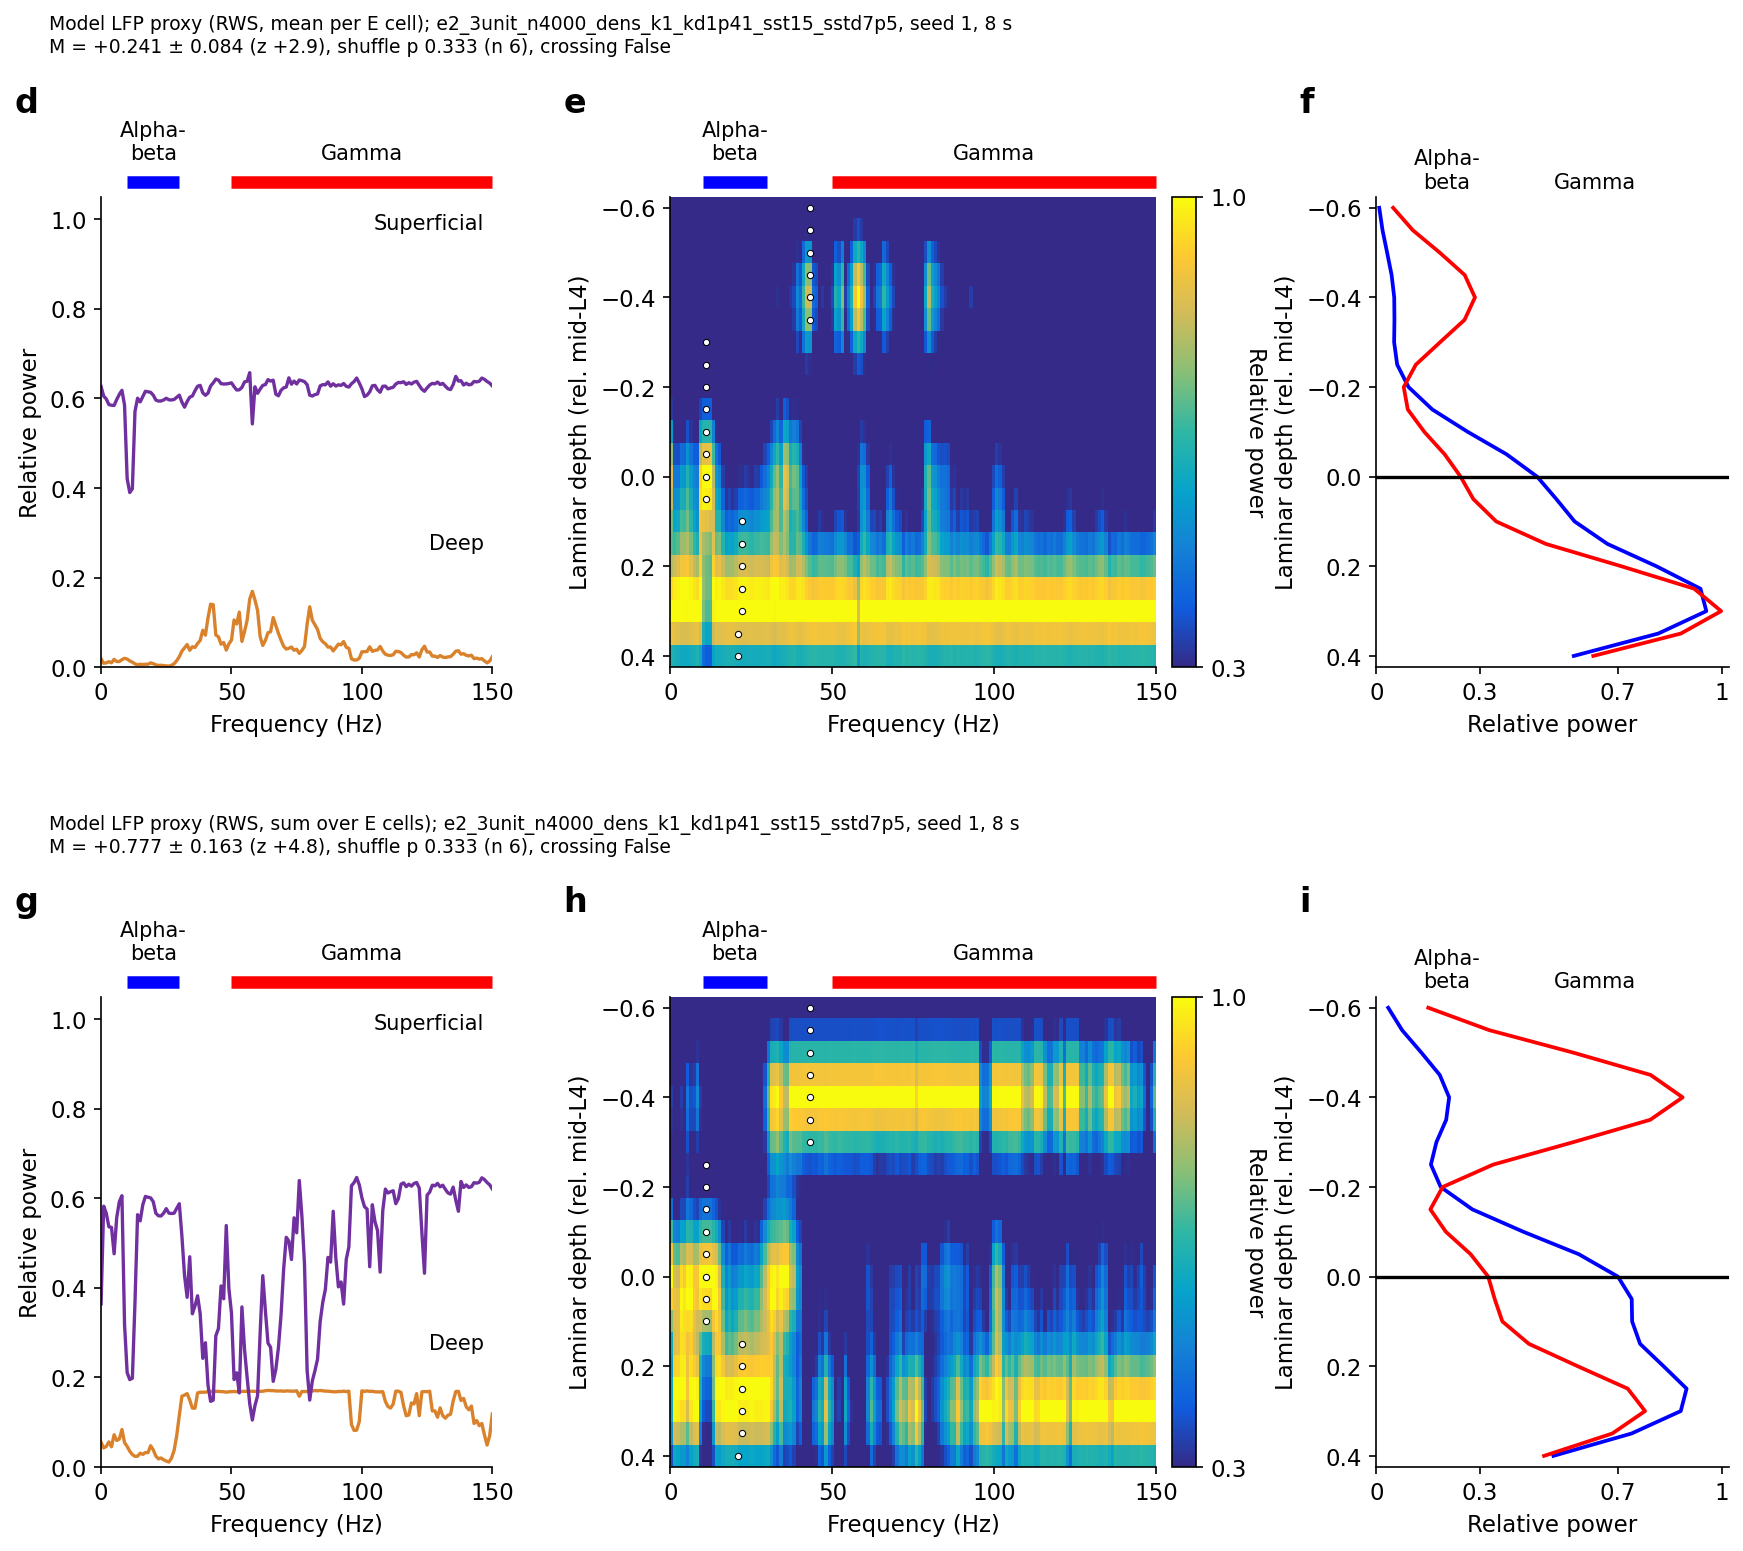 Model LFP proxy (RWS, mean per E cell); e2_3unit_n4000_dens_k1_kd1p41_sst15_sstd7p5, seed 1, 8 s
M = +0.241 ± 0.084 (z +2.9), shuffle p 0.333 (n 6), crossing False
d
Alpha-
beta
Gamma
Superficial
Deep
Relative power
1.0
0.8
0.6
0.4
0.2
0.0
0
50
100
150
Frequency (Hz)
e
Alpha-
beta
Gamma
Laminar depth (rel. mid-L4)
−0.6
−0.4
−0.2
0.0
0.2
0.4
0
50
100
150
Frequency (Hz)
1.0
0.3
Relative power
f
Alpha-
beta
Gamma
Laminar depth (rel. mid-L4)
−0.6
−0.4
−0.2
0.0
0.2
0.4
0
0.3
0.7
1
Relative power
Model LFP proxy (RWS, sum over E cells); e2_3unit_n4000_dens_k1_kd1p41_sst15_sstd7p5, seed 1, 8 s
M = +0.777 ± 0.163 (z +4.8), shuffle p 0.333 (n 6), crossing False
g
Alpha-
beta
Gamma
Superficial
Deep
Relative power
1.0
0.8
0.6
0.4
0.2
0.0
0
50
100
150
Frequency (Hz)
h
Alpha-
beta
Gamma
Laminar depth (rel. mid-L4)
−0.6
−0.4
−0.2
0.0
0.2
0.4
0
50
100
150
Frequency (Hz)
1.0
0.3
Relative power
i
Alpha-
beta
Gamma
Laminar depth (rel. mid-L4)
−0.6
−0.4
−0.2
0.0
0.2
0.4
0
0.3
0.7
1
Relative power